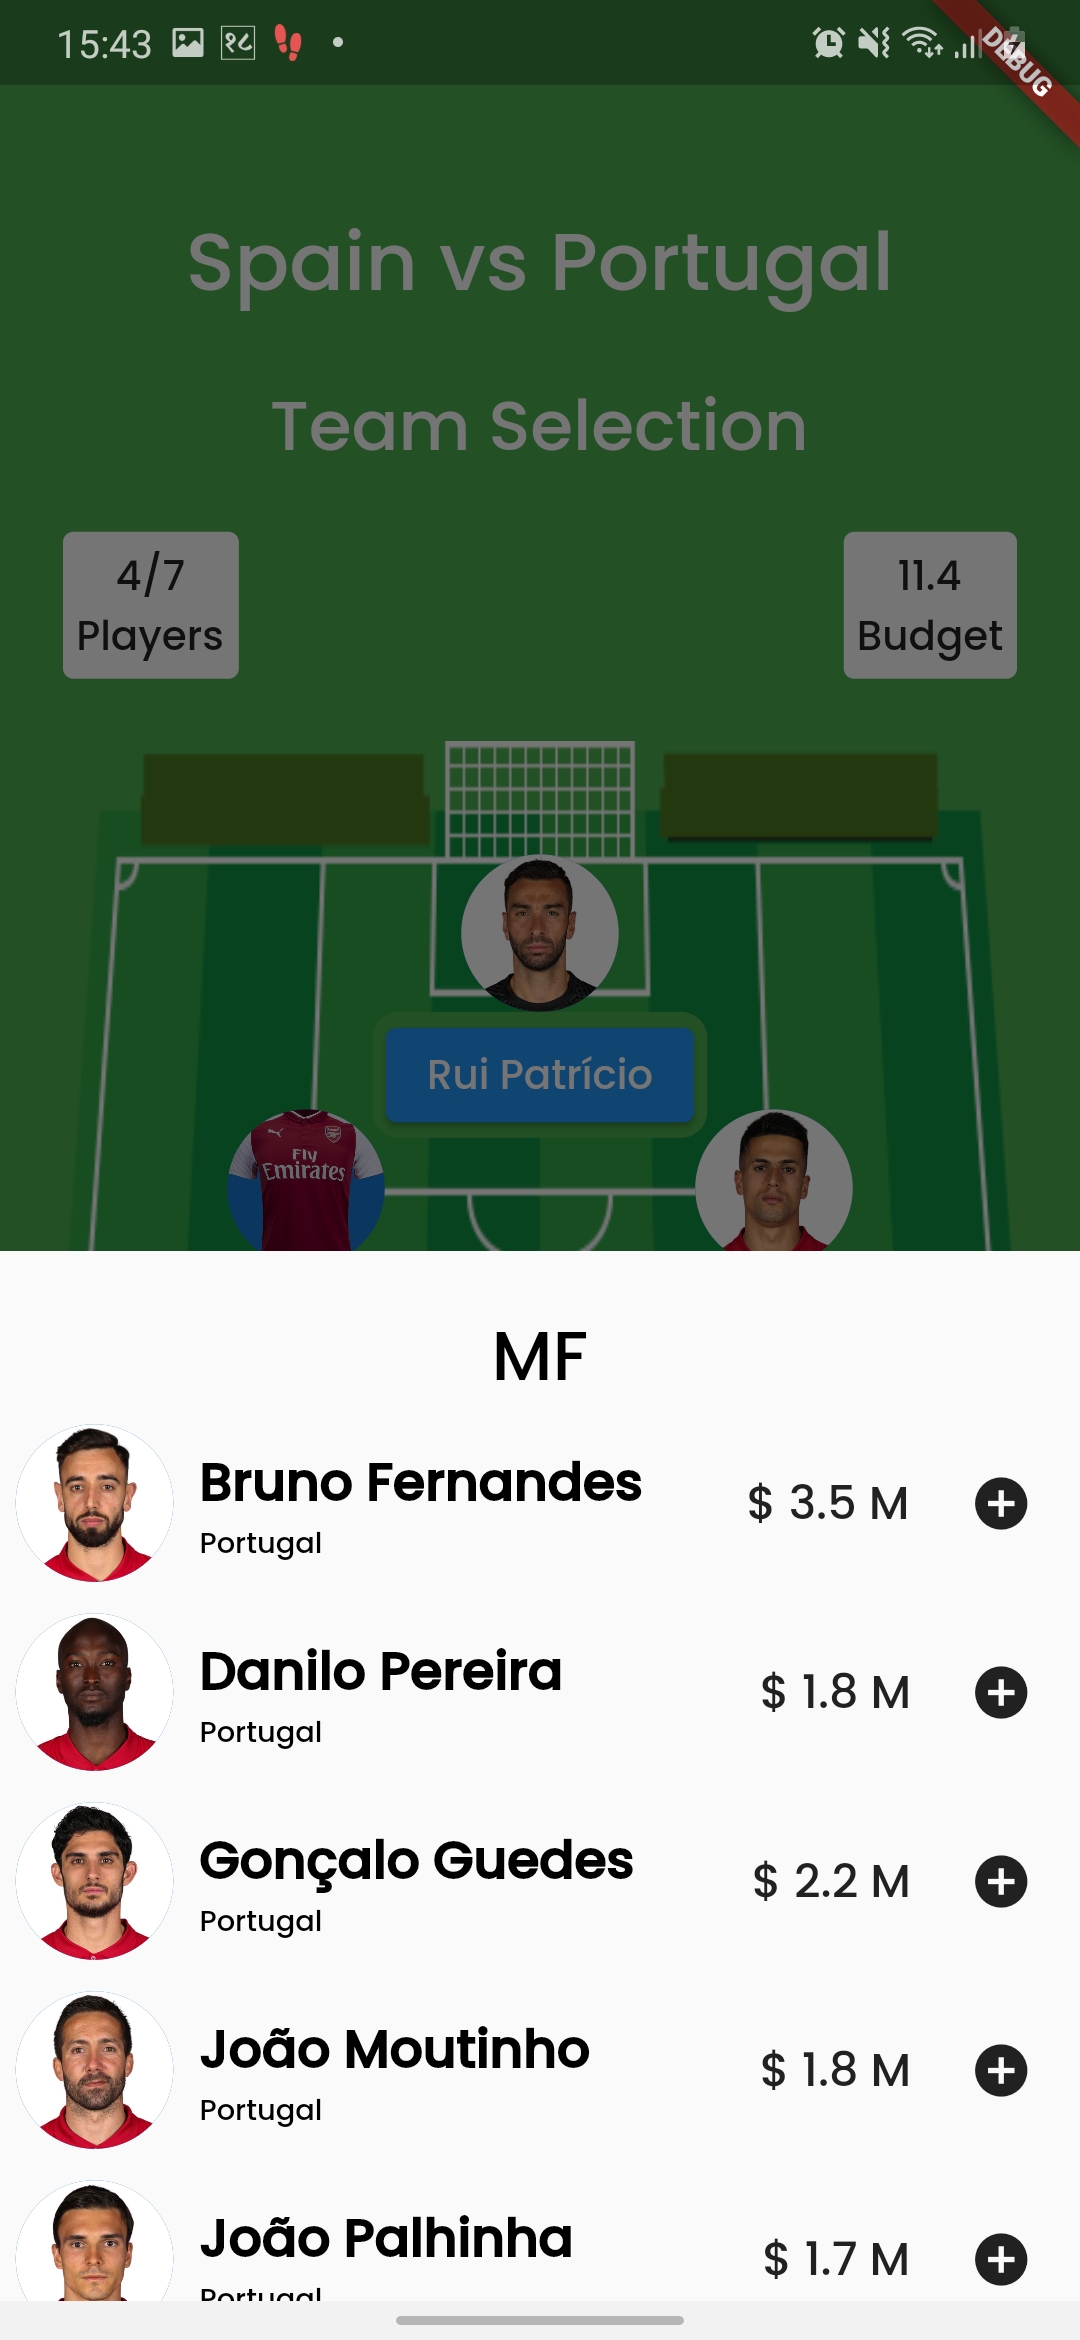 15:43 १८
DEBUG
Spain vs Portugal
Team Selection
4/7
Players
11.4
Budget
Rui Patrício
Fly
Emirates
MF
Bruno Fernandes
Portugal
$ 3.5 M
Danilo Pereira
Portugal
$ 1.8 M
Gonçalo Guedes
Portugal
$ 2.2 M
João Moutinho
Portugal
$ 1.8 M
João Palhinha
Portugal
$ 1.7 M